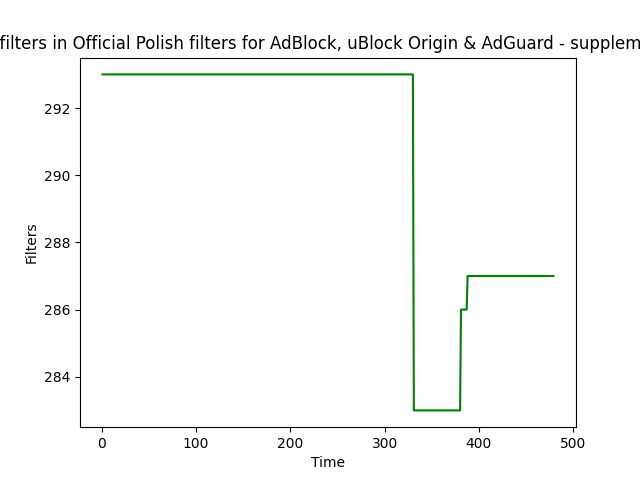 filters in Official Polish filters for AdBlock, uBlock Origin & AdGuard - supplem
292
290
288
286
284
Filters
0 100 200 300 400 500
Time